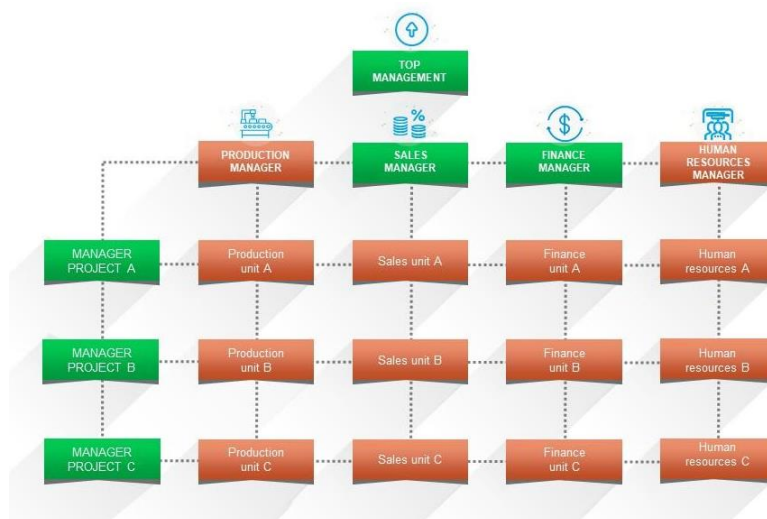 TOP
MANAGEMENT
%
$
PRODUCTION
MANAGER
SALES
MANAGER
FINANCE
MANAGER
HUMAN
RESOURCES
MANAGER
MANAGER
PROJECT A
Production
unit A
Sales unit A
Finance
unit A
Human
resources A
MANAGER
PROJECT B
Production
unit B
Sales unit B
Finance
unit B
Human
resources B
MANAGER
PROJECT C
Production
unit C
Sales unit C
Finance
unit C
Human
resources C